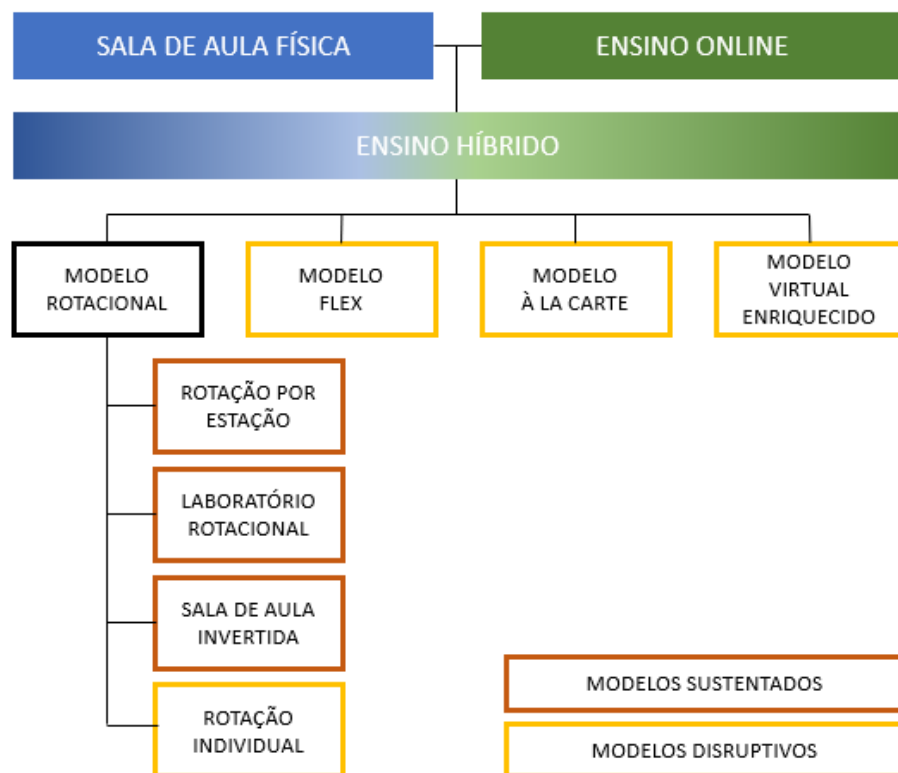 SALA DE AULA FÍSICA
ENSINO ONLINE
ENSINO HÍBRIDO
MODELO
ROTACIONAL
MODELO
FLEX
MODELO
À LA CARTE
MODELO
VIRTUAL
ENRIQUECIDO
ROTAÇÃO POR
ESTAÇÃO
LABORATÓRIO
ROTACIONAL
SALA DE AULA
INVERTIDA
ROTAÇÃO
INDIVIDUAL
MODELOS SUSTENTADOS
MODELOS DISRUPTIVOS